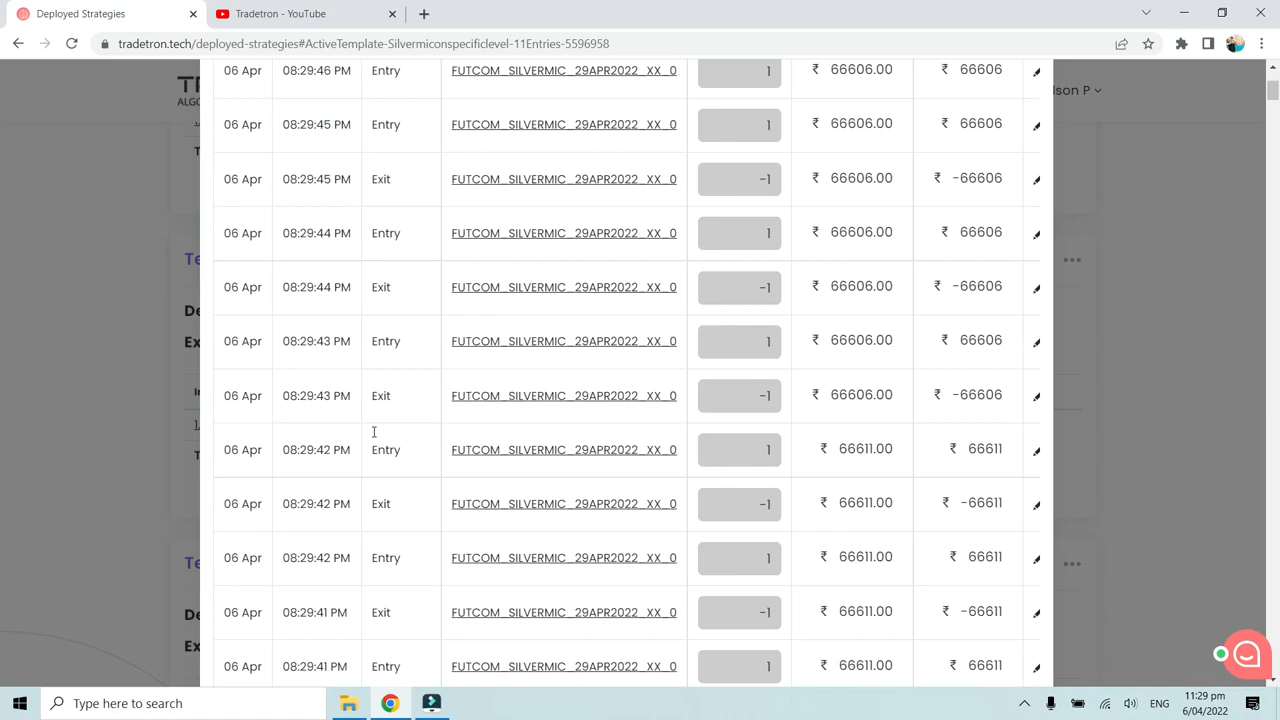 Deployed Strategies
Tradetron - YouTube
tradetron.tech/deployed-strategies#ActiveTemplate-Silvermiconspecificlevel-11Entries-5596958
06 Apr 08:29:46 PM Entry FUTCOM_SILVERMIC_29APR2022_XX_0 1 ₹ 66606.00 ₹ 66606
TR
ALGO
lson P
06 Apr 08:29:45 PM Entry FUTCOM_SILVERMIC_29APR2022_XX_0 1 ₹ 66606.00 ₹ 66606
06 Apr 08:29:45 PM Exit FUTCOM_SILVERMIC_29APR2022_XX_0 -1 ₹ 66606.00 ₹ -66606
06 Apr 08:29:44 PM Entry FUTCOM_SILVERMIC_29APR2022_XX_0 1 ₹ 66606.00 ₹ 66606
Te
06 Apr 08:29:44 PM Exit FUTCOM_SILVERMIC_29APR2022_XX_0 -1 ₹ 66606.00 ₹ -66606
De
06 Apr 08:29:43 PM Entry FUTCOM_SILVERMIC_29APR2022_XX_0 1 ₹ 66606.00 ₹ 66606
Ex
06 Apr 08:29:43 PM Exit FUTCOM_SILVERMIC_29APR2022_XX_0 -1 ₹ 66606.00 ₹ -66606
06 Apr 08:29:42 PM Entry FUTCOM_SILVERMIC_29APR2022_XX_0 1 ₹ 66611.00 ₹ 66611
06 Apr 08:29:42 PM Exit FUTCOM_SILVERMIC_29APR2022_XX_0 -1 ₹ 66611.00 ₹ -66611
06 Apr 08:29:42 PM Entry FUTCOM_SILVERMIC_29APR2022_XX_0 1 ₹ 66611.00 ₹ 66611
Te
06 Apr 08:29:41 PM Exit FUTCOM_SILVERMIC_29APR2022_XX_0 -1 ₹ 66611.00 ₹ -66611
De
Ex
06 Apr 08:29:41 PM Entry FUTCOM_SILVERMIC_29APR2022_XX_0 1 ₹ 66611.00 ₹ 66611
Type here to search
ENG
11:29 pm
6/04/2022